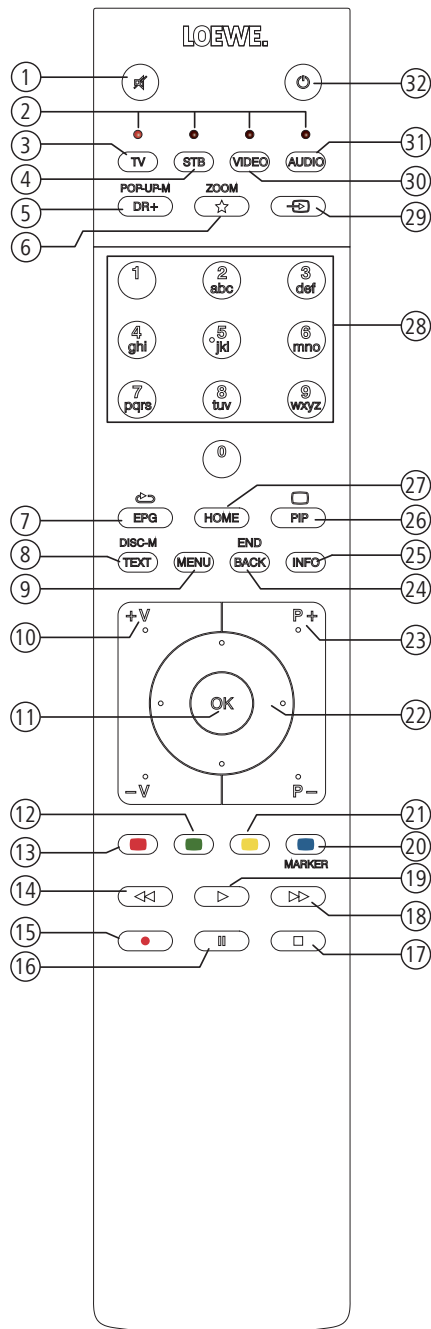 LOEWE.
1
32
2
3
TV
STB
VIDEO
AUDIO
31
4
30
POP-UP-M
ZOOM
5
DR+
29
6
1
2
3
abc
def
4
5
6
28
ghi
jkl
mno
7
8
9
pqrs
tuv
wxyz
0
27
7
EPG
HOME
PIP
26
DISC-M
END
8
TEXT
MENU
BACK
INFO
25
9
24
+V
P+
10
23
11
OK
22
–V
P–
12
21
13
20
MARKER
14
19
18
15
16
17